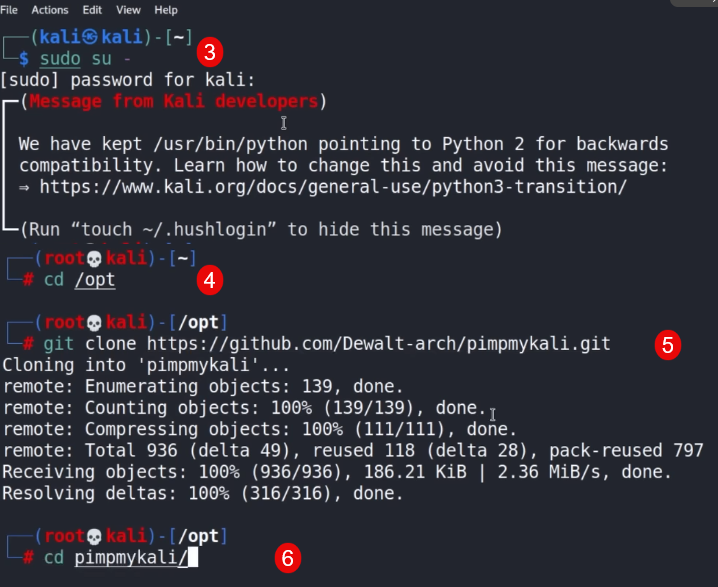 File Actions Edit View Help
┌──(kali㉿kali)-[~]
└─$ sudo su - 3
[sudo] password for kali:
┏━(Message from Kali developers)
┃
┃ We have kept /usr/bin/python pointing to Python 2 for backwards
┃ compatibility. Learn how to change this and avoid this message:
┃ ⇒ https://www.kali.org/docs/general-use/python3-transition/
┃
┗━(Run “touch ~/.hushlogin” to hide this message)
┌──(root💀kali)-[~]
└─# cd /opt 4
┌──(root💀kali)-[/opt]
└─# git clone https://github.com/Dewalt-arch/pimpmykali.git 5
Cloning into 'pimpmykali'...
remote: Enumerating objects: 139, done.
remote: Counting objects: 100% (139/139), done.
remote: Compressing objects: 100% (111/111), done.
remote: Total 936 (delta 49), reused 118 (delta 28), pack-reused 797
Receiving objects: 100% (936/936), 186.21 KiB | 2.36 MiB/s, done.
Resolving deltas: 100% (316/316), done.
┌──(root💀kali)-[/opt]
└─# cd pimpmykali/ 6